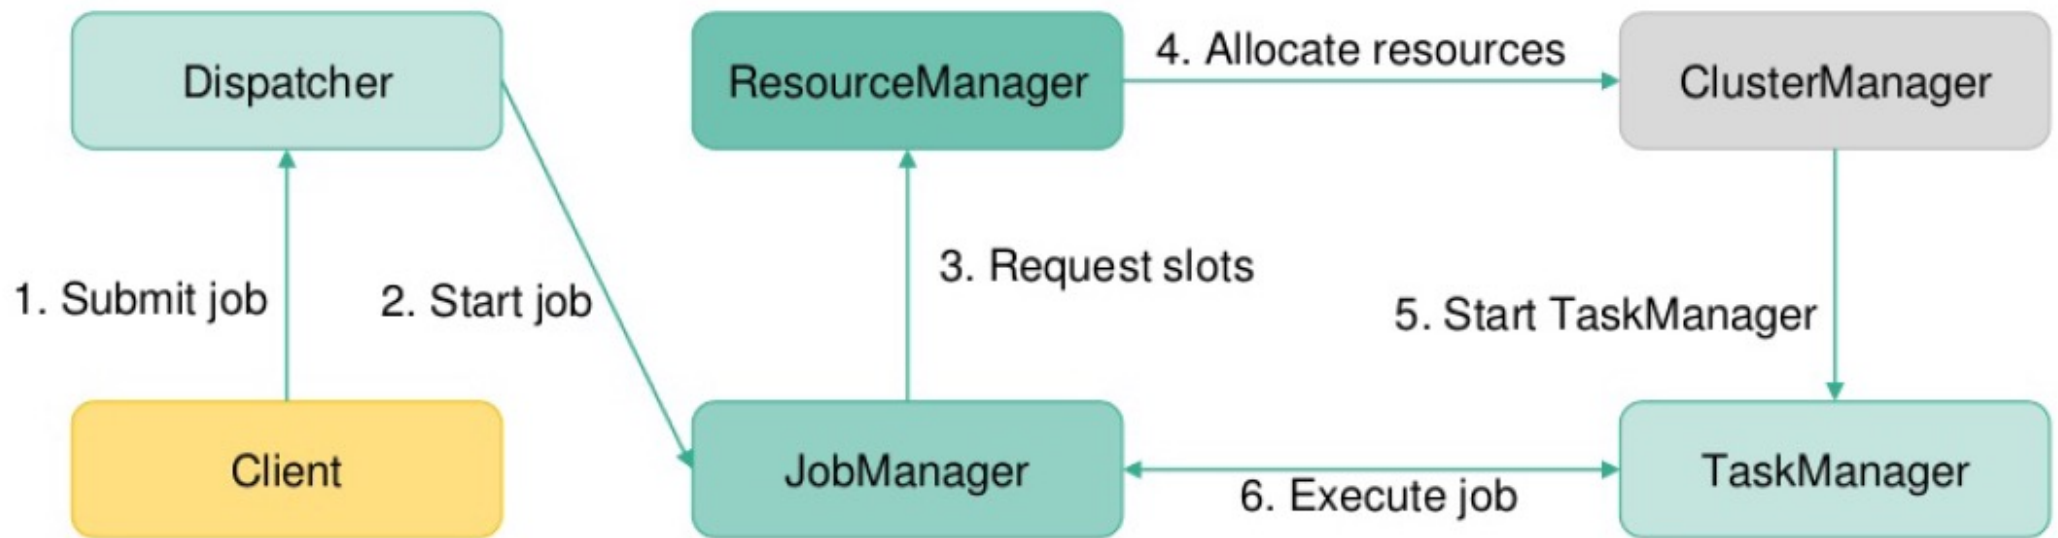 Dispatcher
ResourceManager
4. Allocate resources
ClusterManager
1. Submit job
2. Start job
3. Request slots
5. Start TaskManager
Client
JobManager
6. Execute job
TaskManager